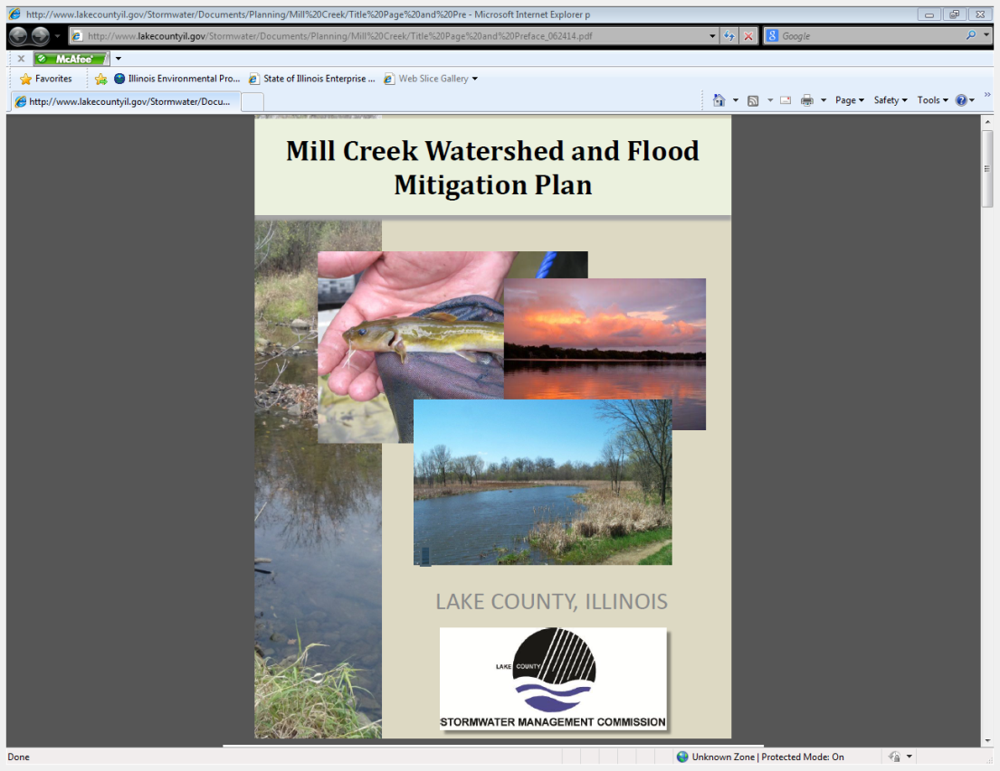 http://www.lakecountyil.gov/Stormwater/Documents/Planning/Mill%20Creek/Title%20Page%20and%20Pre - Microsoft Internet Explorer p
http://www.lakecountyil.gov/Stormwater/Documents/Planning/Mill%20Creek/Title%20Page%20and%20Preface_062414.pdf
Google
x McAfee
Favorites Illinois Environmental Pro... State of Illinois Enterprise ... Web Slice Gallery
http://www.lakecountyil.gov/Stormwater/Docu...
Page Safety Tools
Mill Creek Watershed and Flood
Mitigation Plan
LAKE COUNTY, ILLINOIS
LAKE COUNTY
STORMWATER MANAGEMENT COMMISSION
Done Unknown Zone | Protected Mode: On